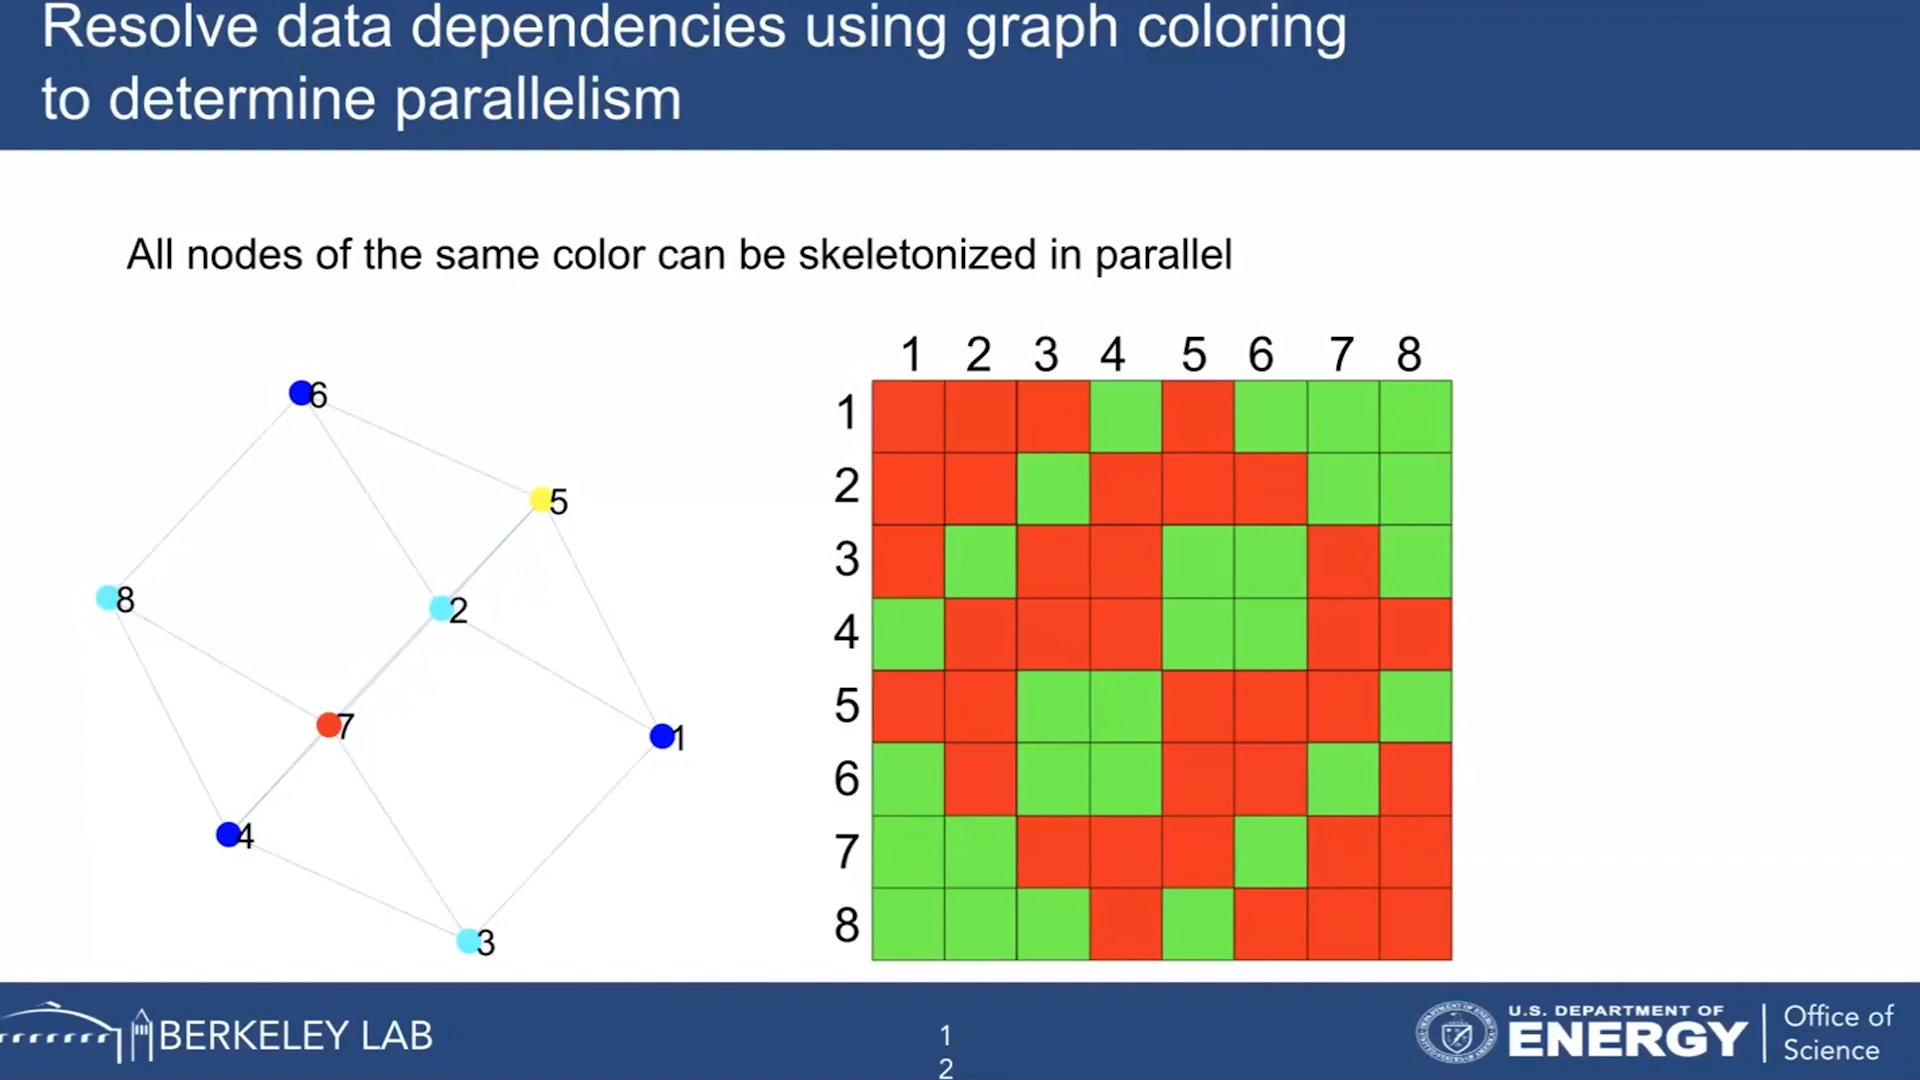 Resolve data dependencies using graph coloring
to determine parallelism
All nodes of the same color can be skeletonized in parallel
6
5
8
2
7
1
4
3
1 2 3 4 5 6 7 8
1
2
3
4
5
6
7
8
BERKELEY LAB
1
2
U.S. DEPARTMENT OF
ENERGY
Office of
Science